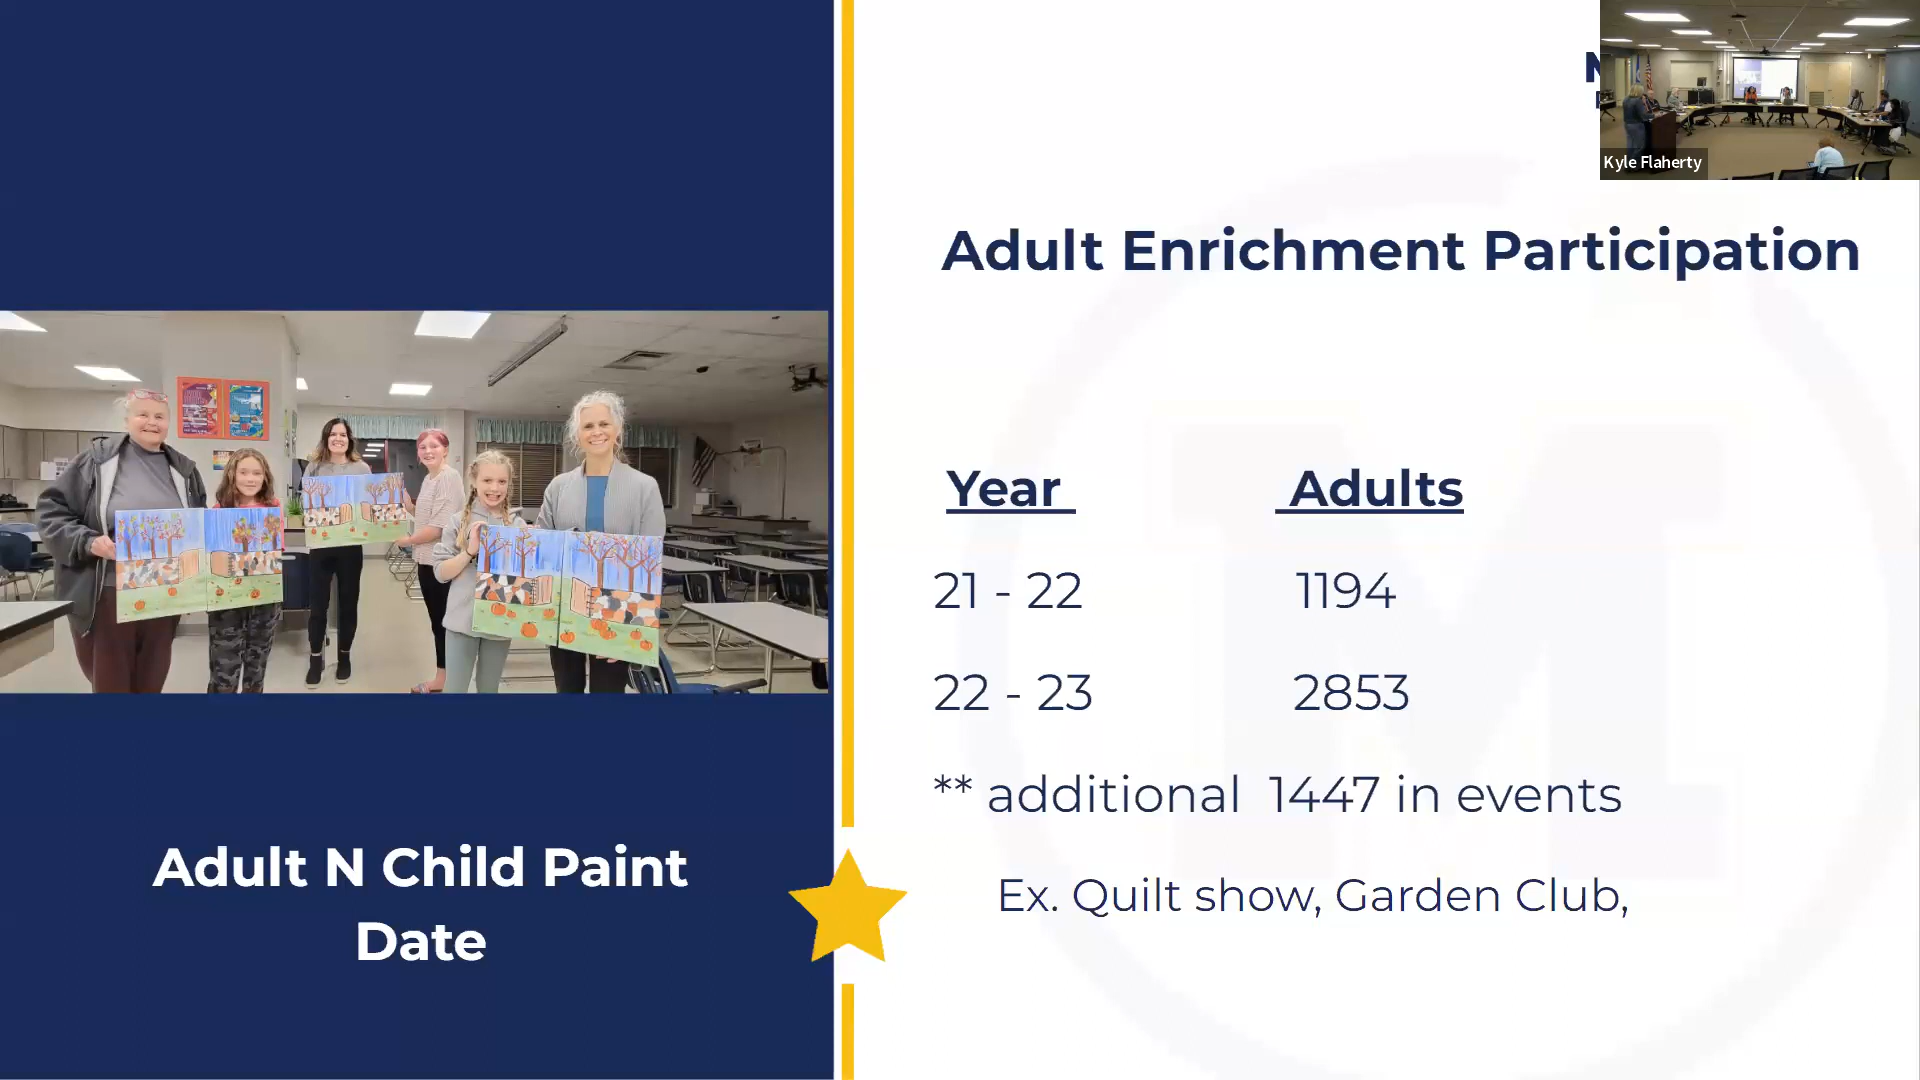 Kyle Flaherty
Adult Enrichment Participation
Year Adults
21 - 22 1194
22 - 23 2853
** additional 1447 in events
Ex. Quilt show, Garden Club,
Adult N Child Paint
Date